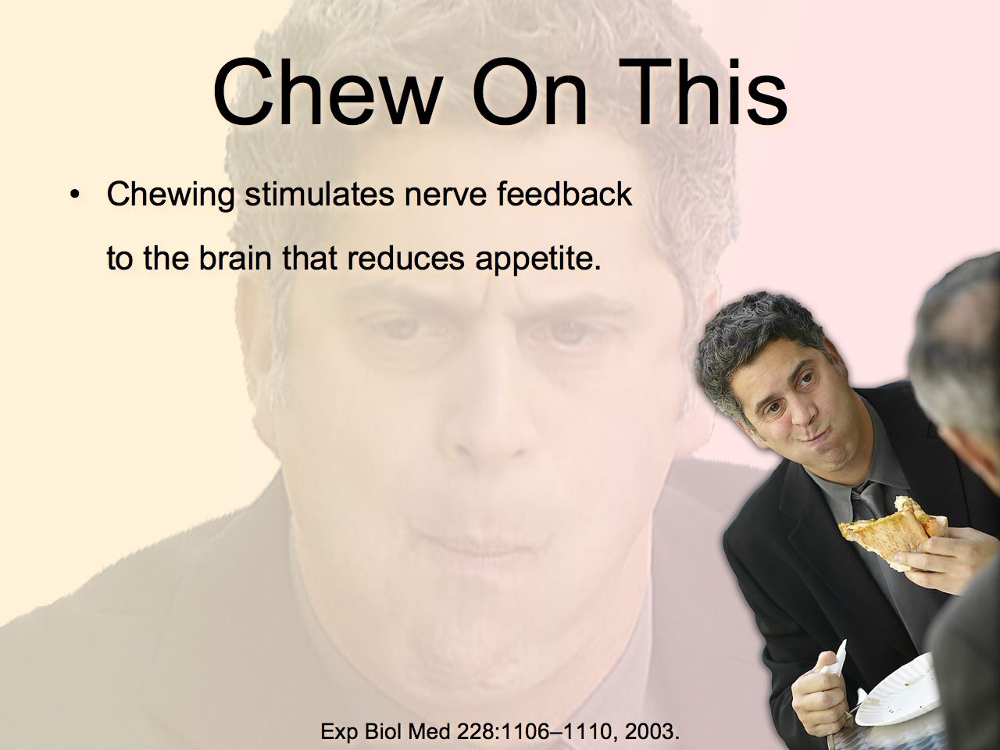 Chew On This
• Chewing stimulates nerve feedback
to the brain that reduces appetite.
Exp Biol Med 228:1106–1110, 2003.